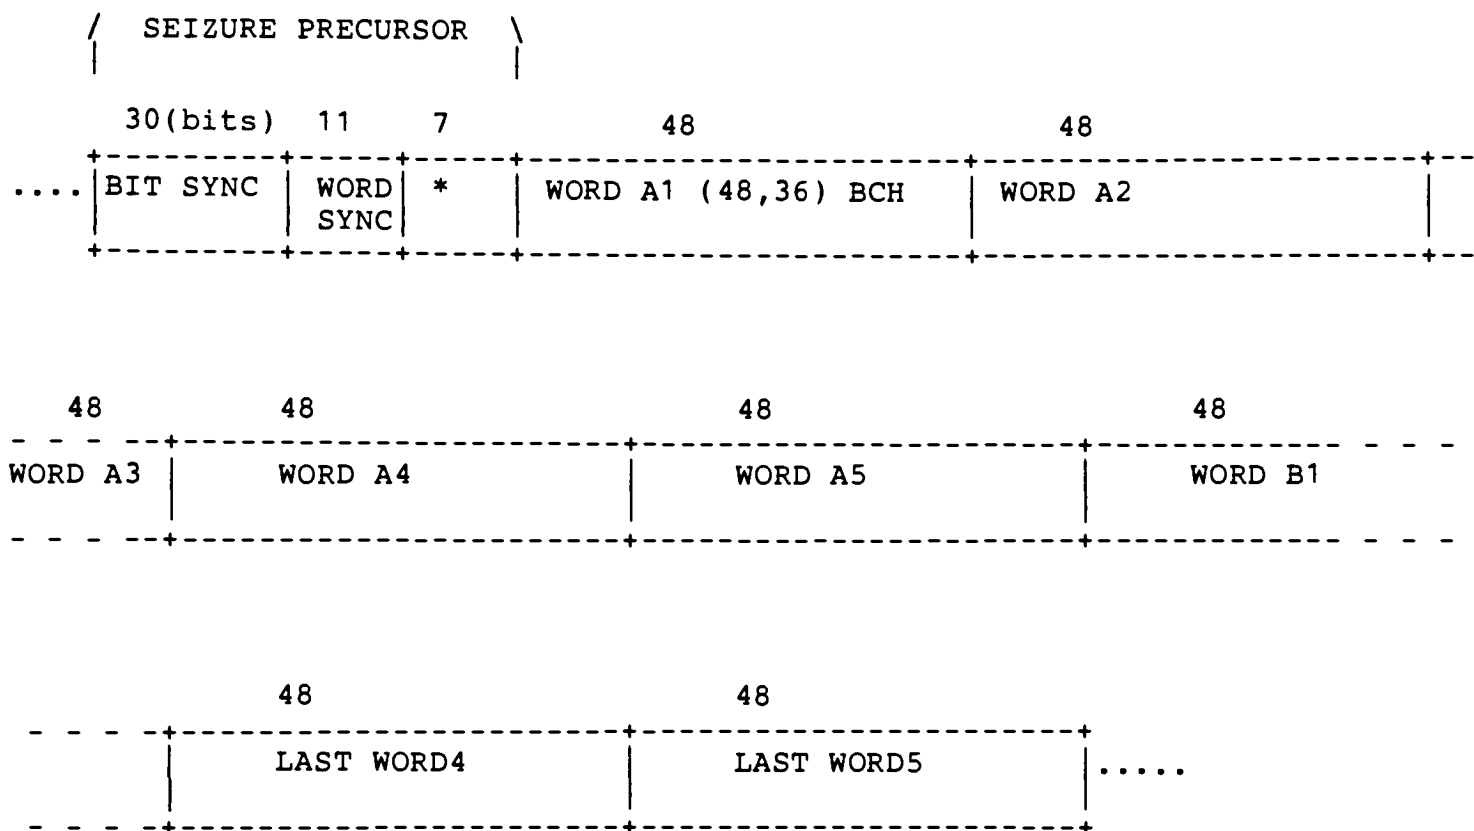 / SEIZURE PRECURSOR \
30(bits) 11 7 48 48
....|BIT SYNC | WORD| * | WORD A1 (48,36) BCH | WORD A2 |
SYNC
48 48 48 48
WORD A3 | WORD A4 | WORD A5 | WORD B1
48 48
| LAST WORD4 | LAST WORD5 |.....